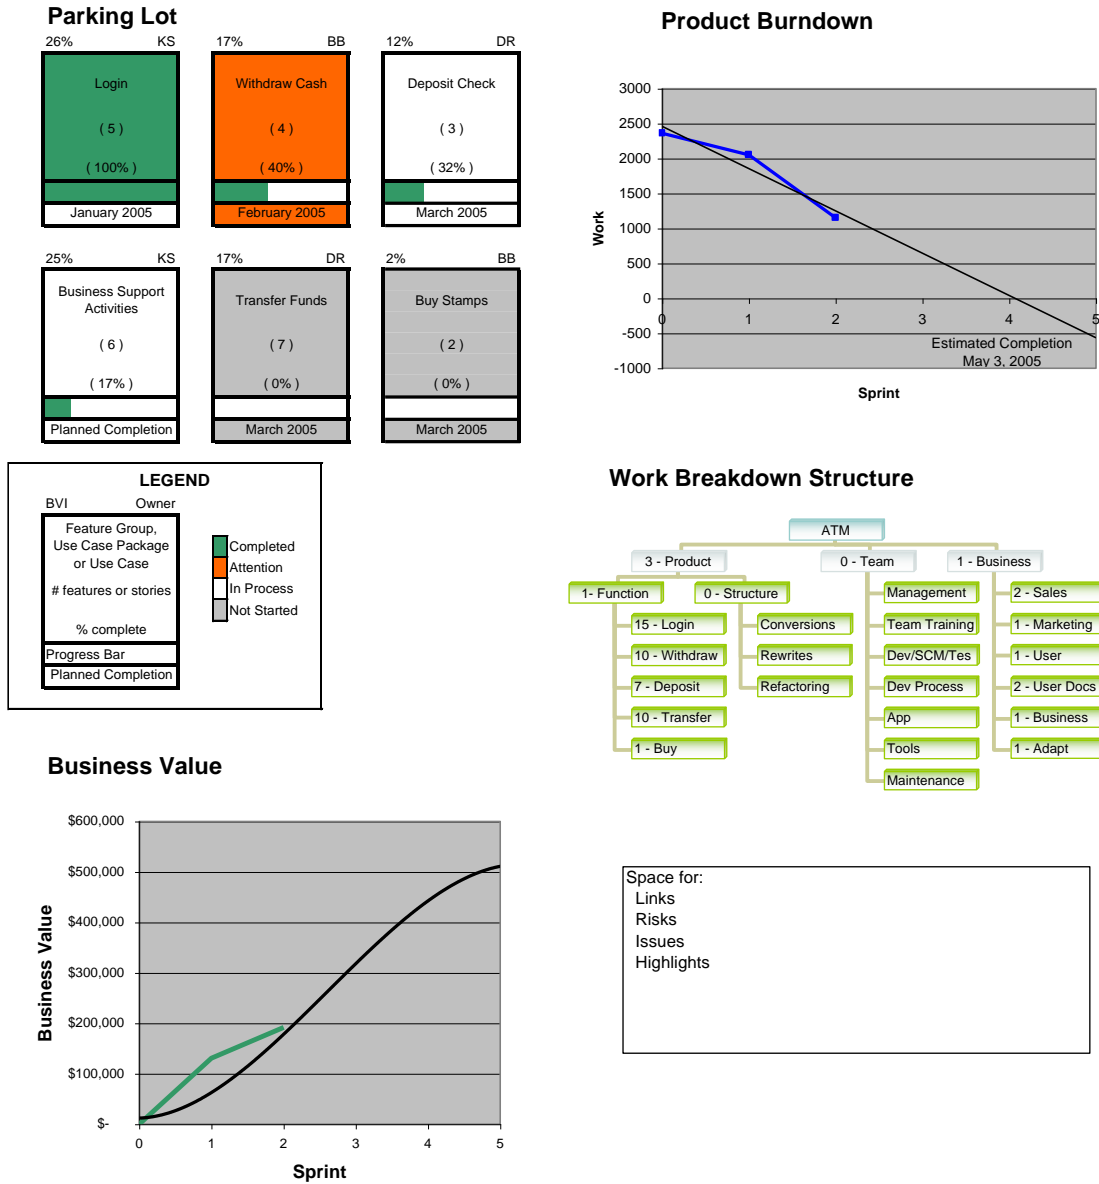 Parking Lot
26% KS
Login
( 5 )
( 100% )
January 2005
17% BB
Withdraw Cash
( 4 )
( 40% )
February 2005
12% DR
Deposit Check
( 3 )
( 32% )
March 2005
25% KS
Business Support
Activities
( 6 )
( 17% )
Planned Completion
17% DR
Transfer Funds
( 7 )
( 0% )
March 2005
2% BB
Buy Stamps
( 2 )
( 0% )
March 2005
LEGEND
BVI Owner
Feature Group,
Use Case Package
or Use Case
# features or stories
% complete
Progress Bar
Planned Completion
Completed
Attention
In Process
Not Started
Product Burndown
3000
2500
2000
1500
1000
500
0
-500
-1000
Work
0 1 2 3 4 5
Estimated Completion
May 3, 2005
Sprint
Work Breakdown Structure
ATM
3 - Product
0 - Team
1 - Business
1- Function
0 - Structure
15 - Login
10 - Withdraw
7 - Deposit
10 - Transfer
1 - Buy
Conversions
Rewrites
Refactoring
Management
Team Training
Dev/SCM/Tes
Dev Process
App
Tools
Maintenance
2 - Sales
1 - Marketing
1 - User
2 - User Docs
1 - Business
1 - Adapt
Business Value
$600,000
$500,000
$400,000
$300,000
$200,000
$100,000
$-
Business Value
0 1 2 3 4 5
Sprint
Space for:
Links
Risks
Issues
Highlights